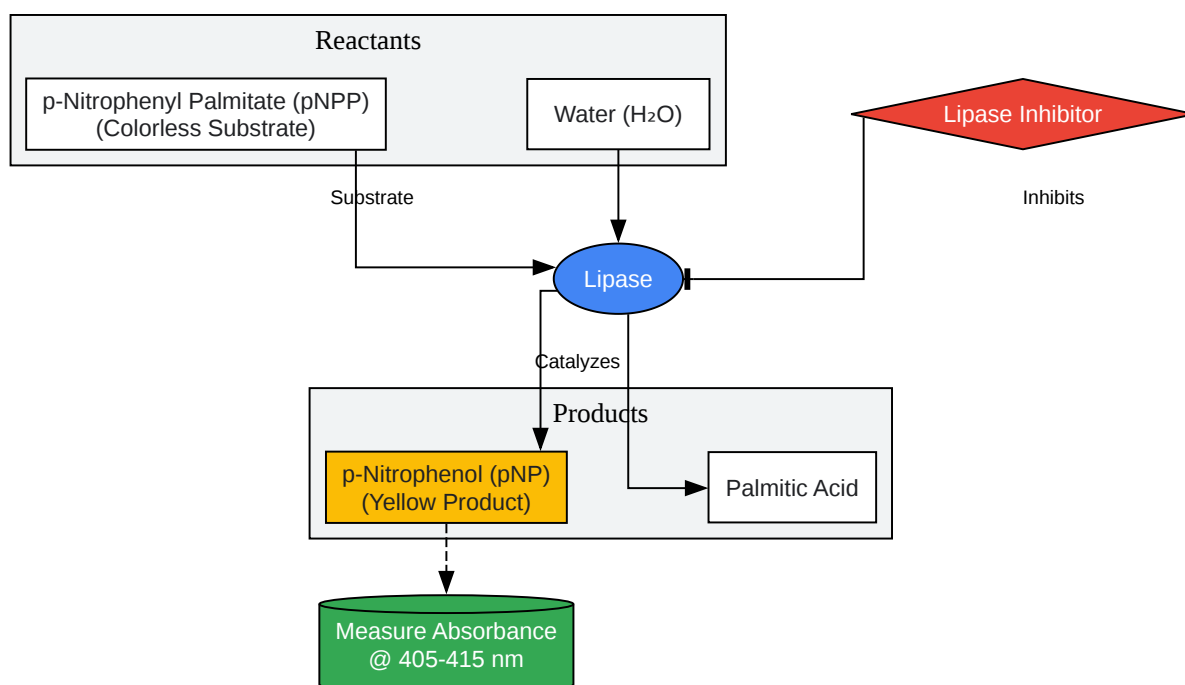 Reactants
p-Nitrophenyl Palmitate (pNPP)
(Colorless Substrate)
Water (H₂O)
Lipase Inhibitor
Substrate
Inhibits
Lipase
Catalyzes
Products
p-Nitrophenol (pNP)
(Yellow Product)
Palmitic Acid
Measure Absorbance
@ 405-415 nm